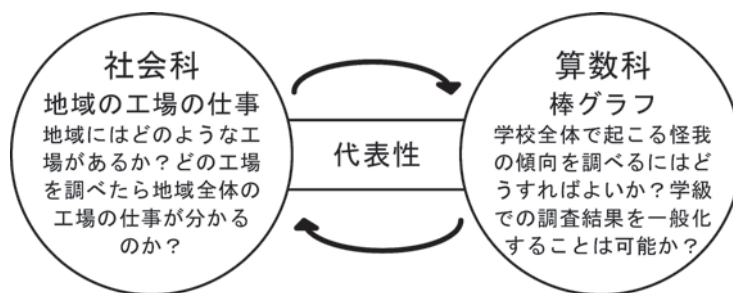 社会科
地域の工場の仕事
地域にはどのような工
場があるか？どの工場
を調べたら地域全体の
工場の仕事が分かる
のか？
代表性
算数科
棒グラフ
学校全体で起こる怪我
の傾向を調べるにはど
うすればよいか？学級
での調査結果を一般化
することは可能か？